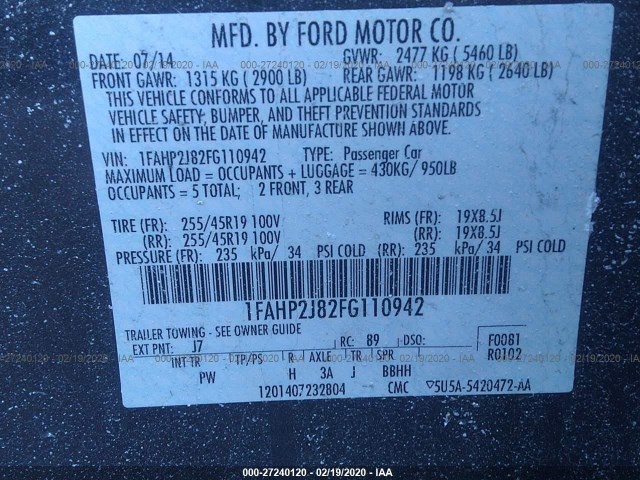 MFD. BY FORD MOTOR CO.
DATE: 07/14 GVWR: 2477 KG ( 5460 LB)
FRONT GAWR: 1315 KG ( 2900 LB) REAR GAWR: 1198 KG ( 2640 LB)
THIS VEHICLE CONFORMS TO ALL APPLICABLE FEDERAL MOTOR
VEHICLE SAFETY, BUMPER, AND THEFT PREVENTION STANDARDS
IN EFFECT ON THE DATE OF MANUFACTURE SHOWN ABOVE.
VIN: 1FAHP2J82FG110942 TYPE: Passenger Car
MAXIMUM LOAD = OCCUPANTS + LUGGAGE = 430KG/ 950LB
OCCUPANTS = 5 TOTAL; 2 FRONT, 3 REAR
TIRE (FR): 255/45R19 100V RIMS (FR): 19X8.5J
(RR): 255/45R19 100V (RR): 19X8.5J
PRESSURE (FR): 235 kPa/ 34 PSI COLD (RR): 235 kPa/ 34 PSI COLD
1FAHP2J82FG110942
TRAILER TOWING - SEE OWNER GUIDE
EXT PNT: J7 RC: 89 DSO: F0081
INT TR TP/PS R AXLE TR SPR R0102
PW H 3A J BBHH
1201407232804 CMC 5U5A-5420472-AA
000-27240120 - 02/19/2020 - IAA